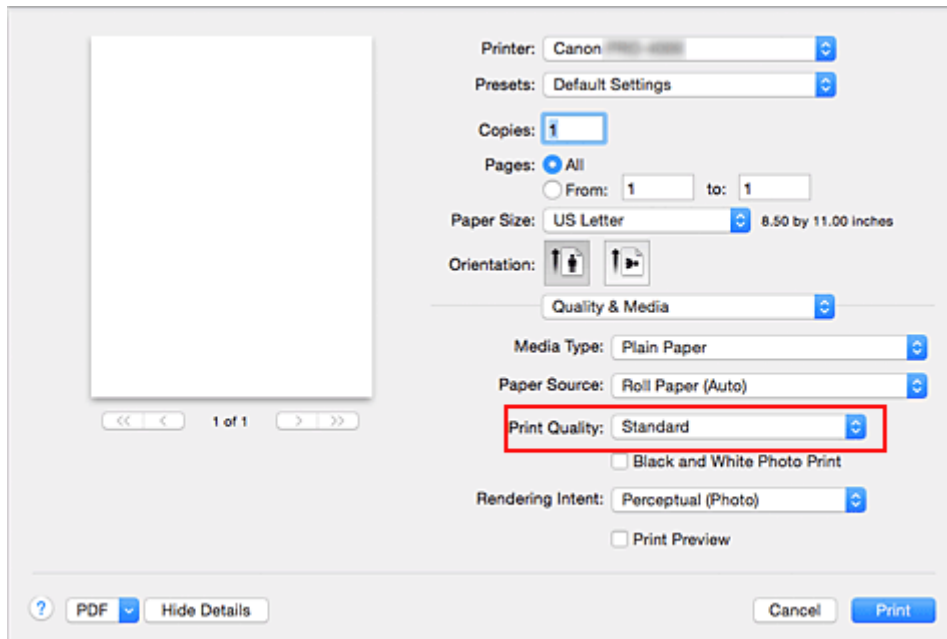 Printer: Canon
Presets: Default Settings
Copies: 1
Pages: All
From: 1 to: 1
Paper Size: US Letter 8.50 by 11.00 inches
Orientation:
Quality & Media
Media Type: Plain Paper
Paper Source: Roll Paper (Auto)
1 of 1
Print Quality: Standard
Black and White Photo Print
Rendering Intent: Perceptual (Photo)
Print Preview
? PDF Hide Details Cancel Print